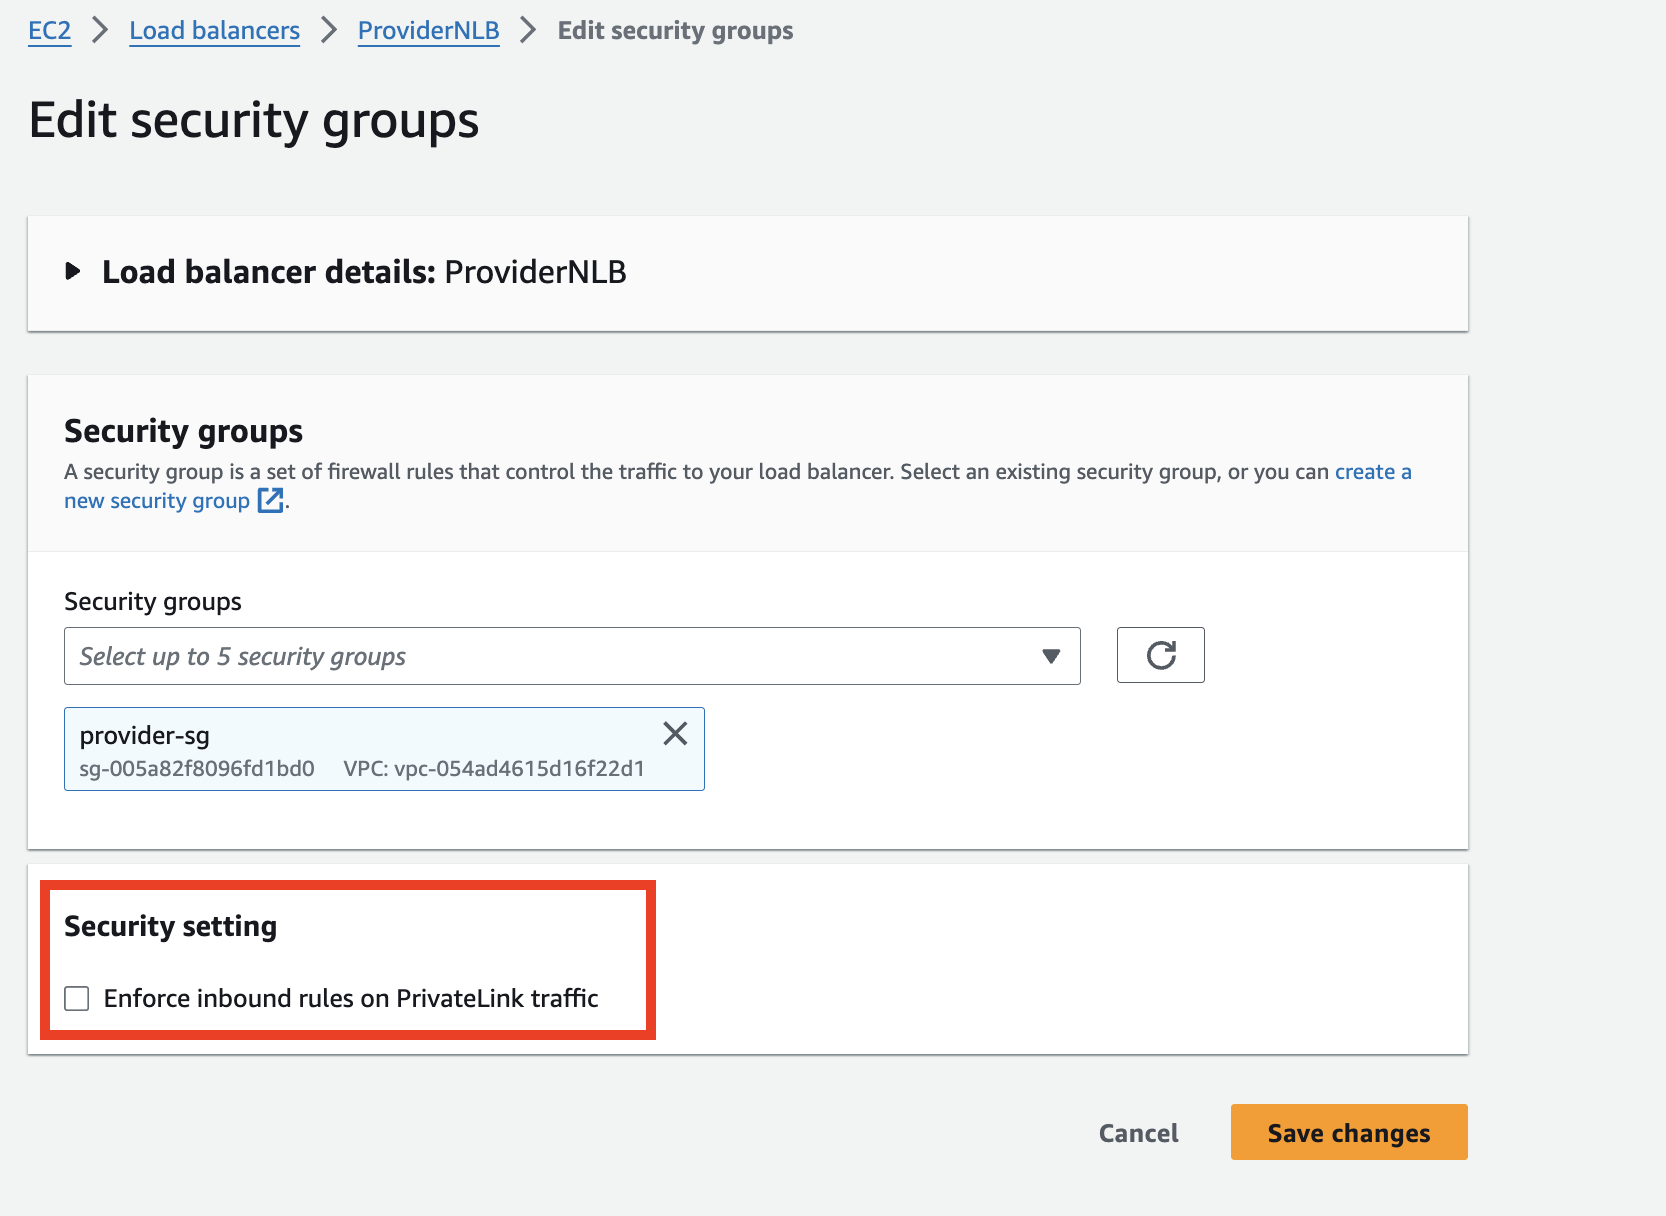 EC2 > Load balancers > ProviderNLB > Edit security groups
Edit security groups
Load balancer details: ProviderNLB
Security groups
A security group is a set of firewall rules that control the traffic to your load balancer. Select an existing security group, or you can create a
new security group.
Security groups
Select up to 5 security groups
provider-sg
sg-005a82f8096fd1bd0 VPC: vpc-054ad4615d16f22d1
Security setting
Enforce inbound rules on PrivateLink traffic
Cancel Save changes